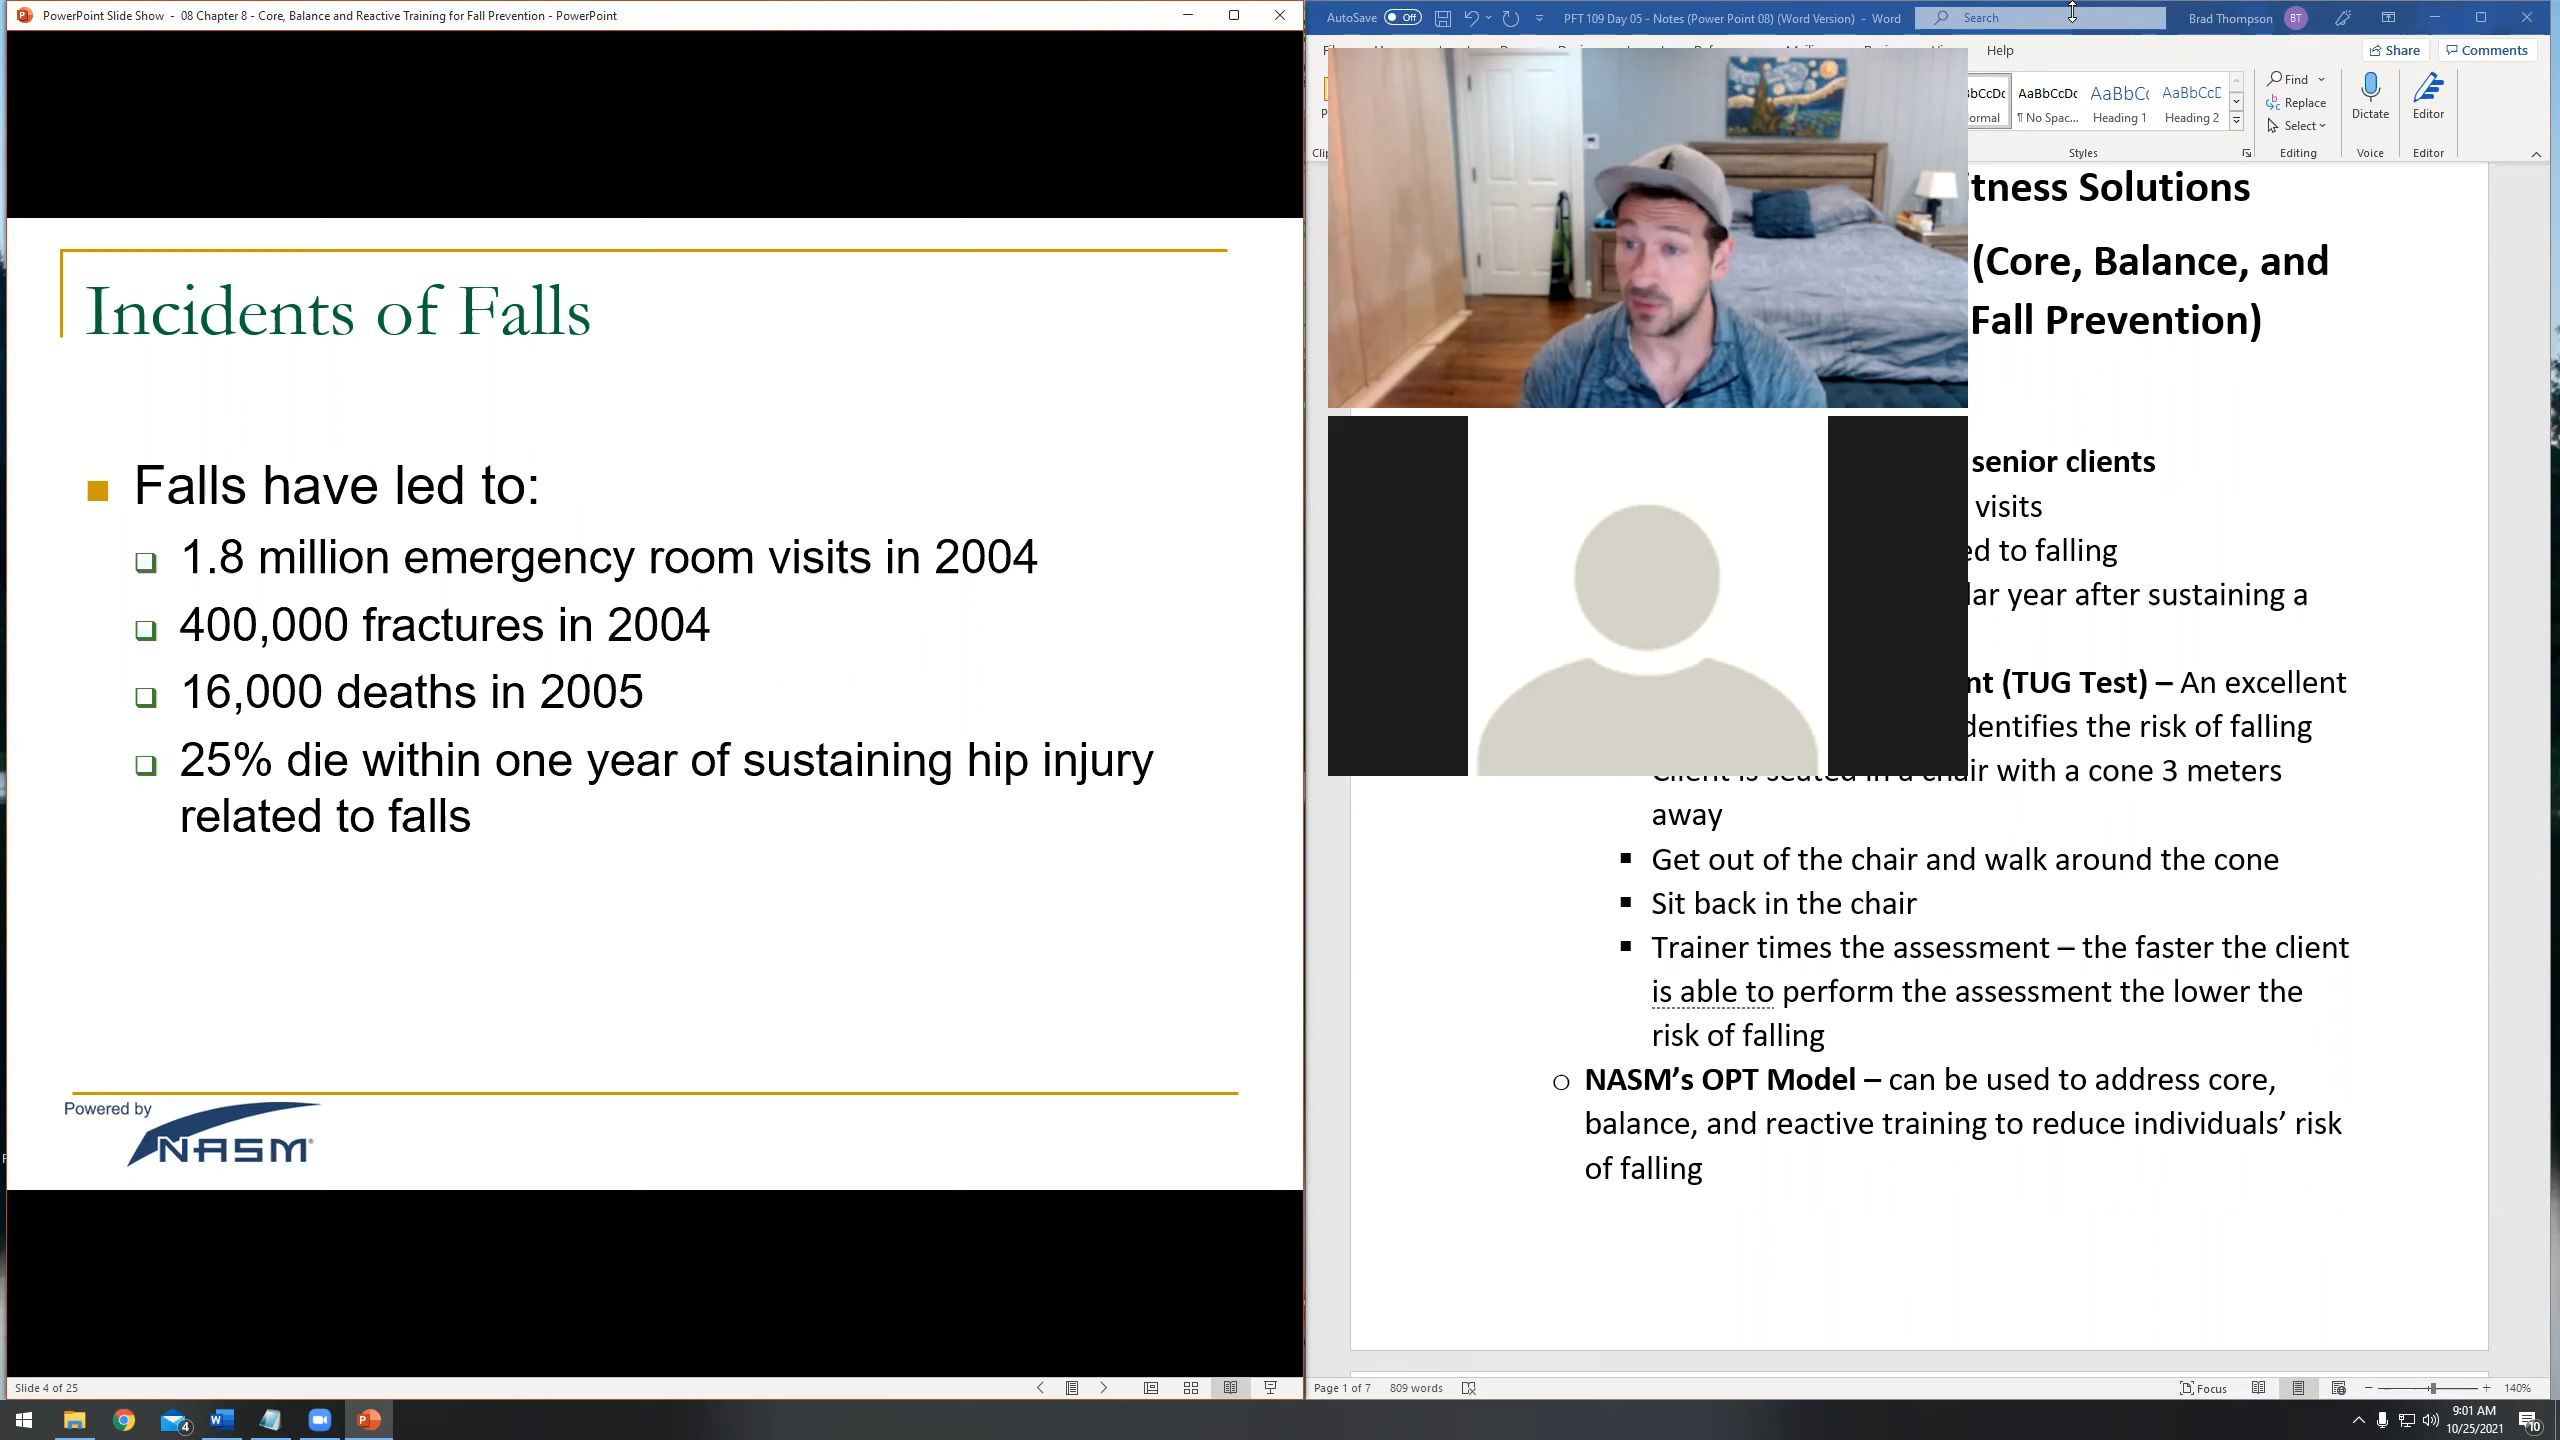 PowerPoint Slide Show - 08 Chapter 8 - Core, Balance and Reactive Training for Fall Prevention - PowerPoint
Incidents of Falls
Falls have led to:
1.8 million emergency room visits in 2004
400,000 fractures in 2004
16,000 deaths in 2005
25% die within one year of sustaining hip injury
related to falls
Powered by
NASM
Slide 4 of 25
AutoSave Off
PFT 109 Day 05 - Notes (Power Point 08) (Word Version) - Word
Search
Brad Thompson BT
Help
Share
Comments
AaBbCcDc AaBbCc AaBbCcD
¶ No Spac... Heading 1 Heading 2
Styles
Find
Replace
Select
Editing
Dictate
Voice
Editor
Editor
tness Solutions
(Core, Balance, and
Fall Prevention)
senior clients
visits
ed to falling
lar year after sustaining a
nt (TUG Test) – An excellent
dentifies the risk of falling
Client is seated in a chair with a cone 3 meters
away
▪ Get out of the chair and walk around the cone
▪ Sit back in the chair
▪ Trainer times the assessment – the faster the client
is able to perform the assessment the lower the
risk of falling
o NASM’s OPT Model – can be used to address core,
balance, and reactive training to reduce individuals’ risk
of falling
Page 1 of 7 809 words
Focus
140%
4
9:01 AM
10/25/2021
10